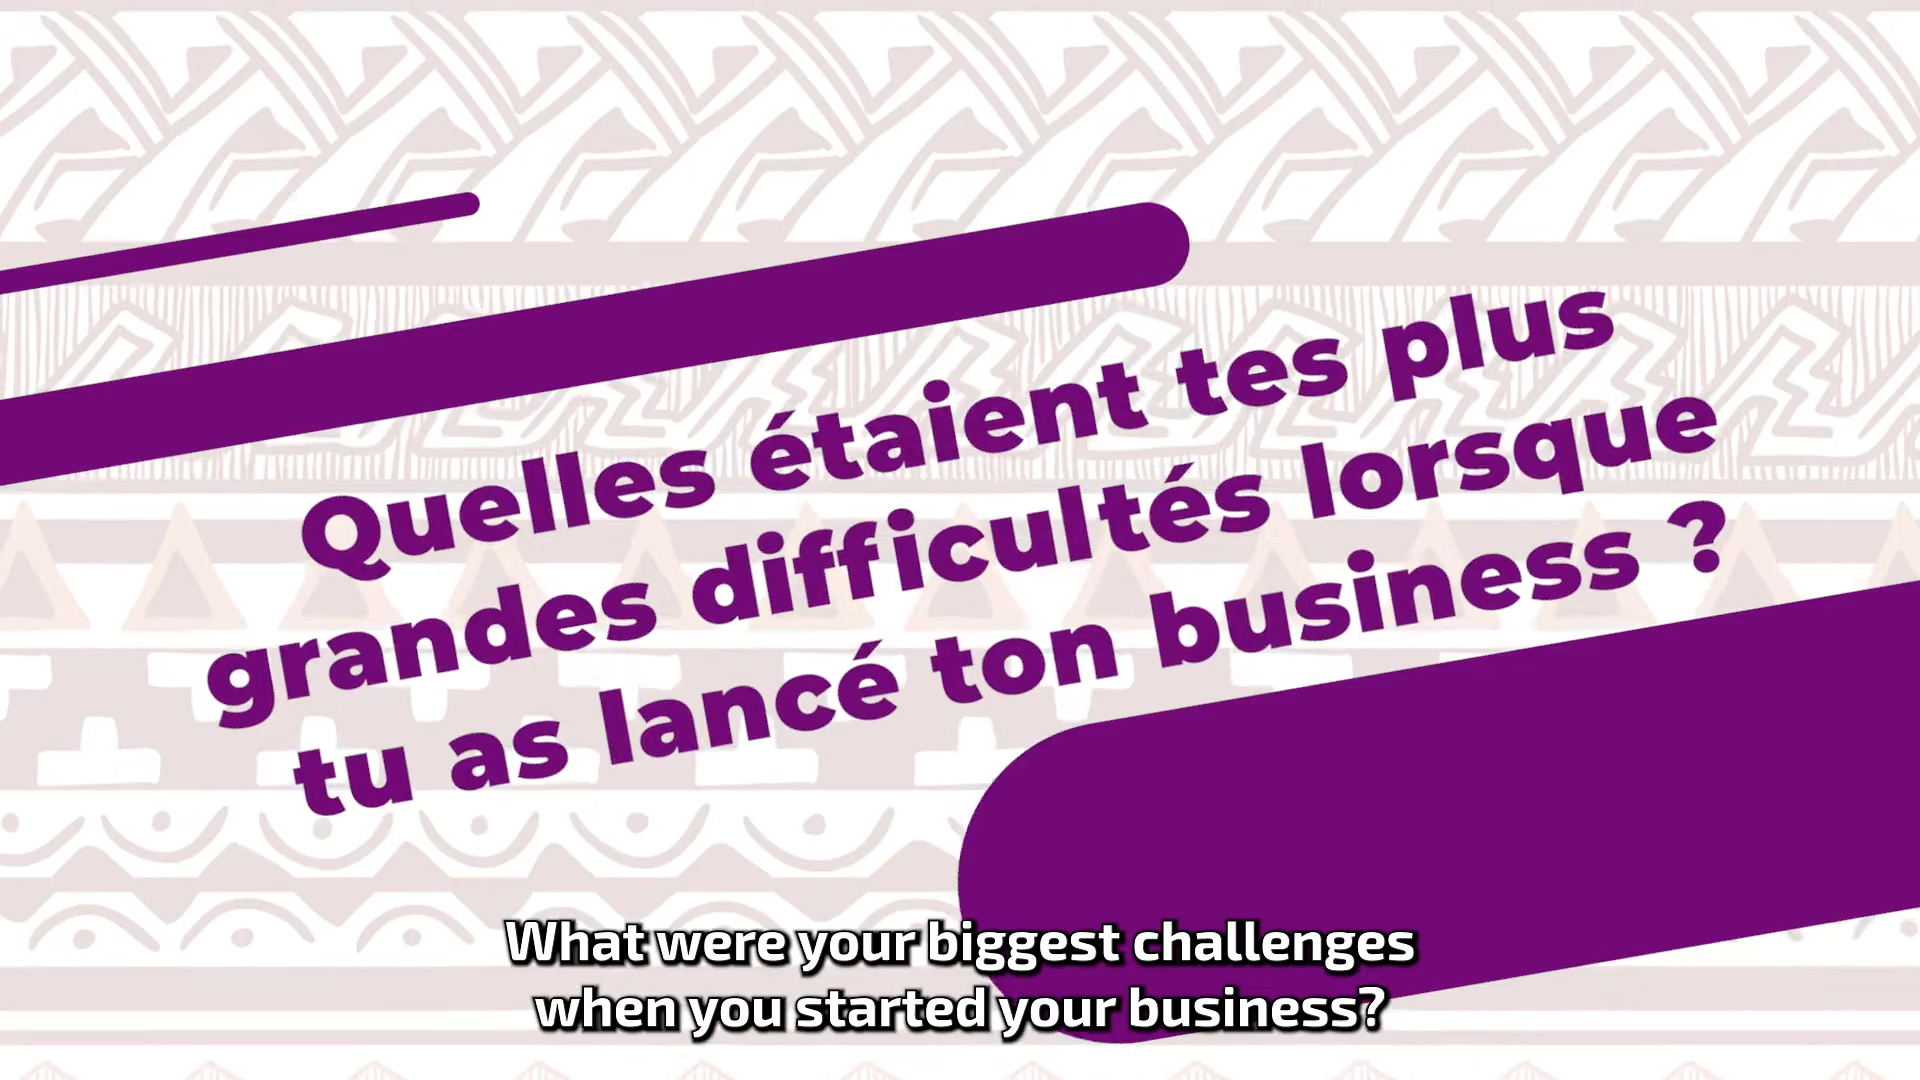 Quelles étaient tes plus
grandes difficultés lorsque
tu as lancé ton business ?
What were your biggest challenges
when you started your business?